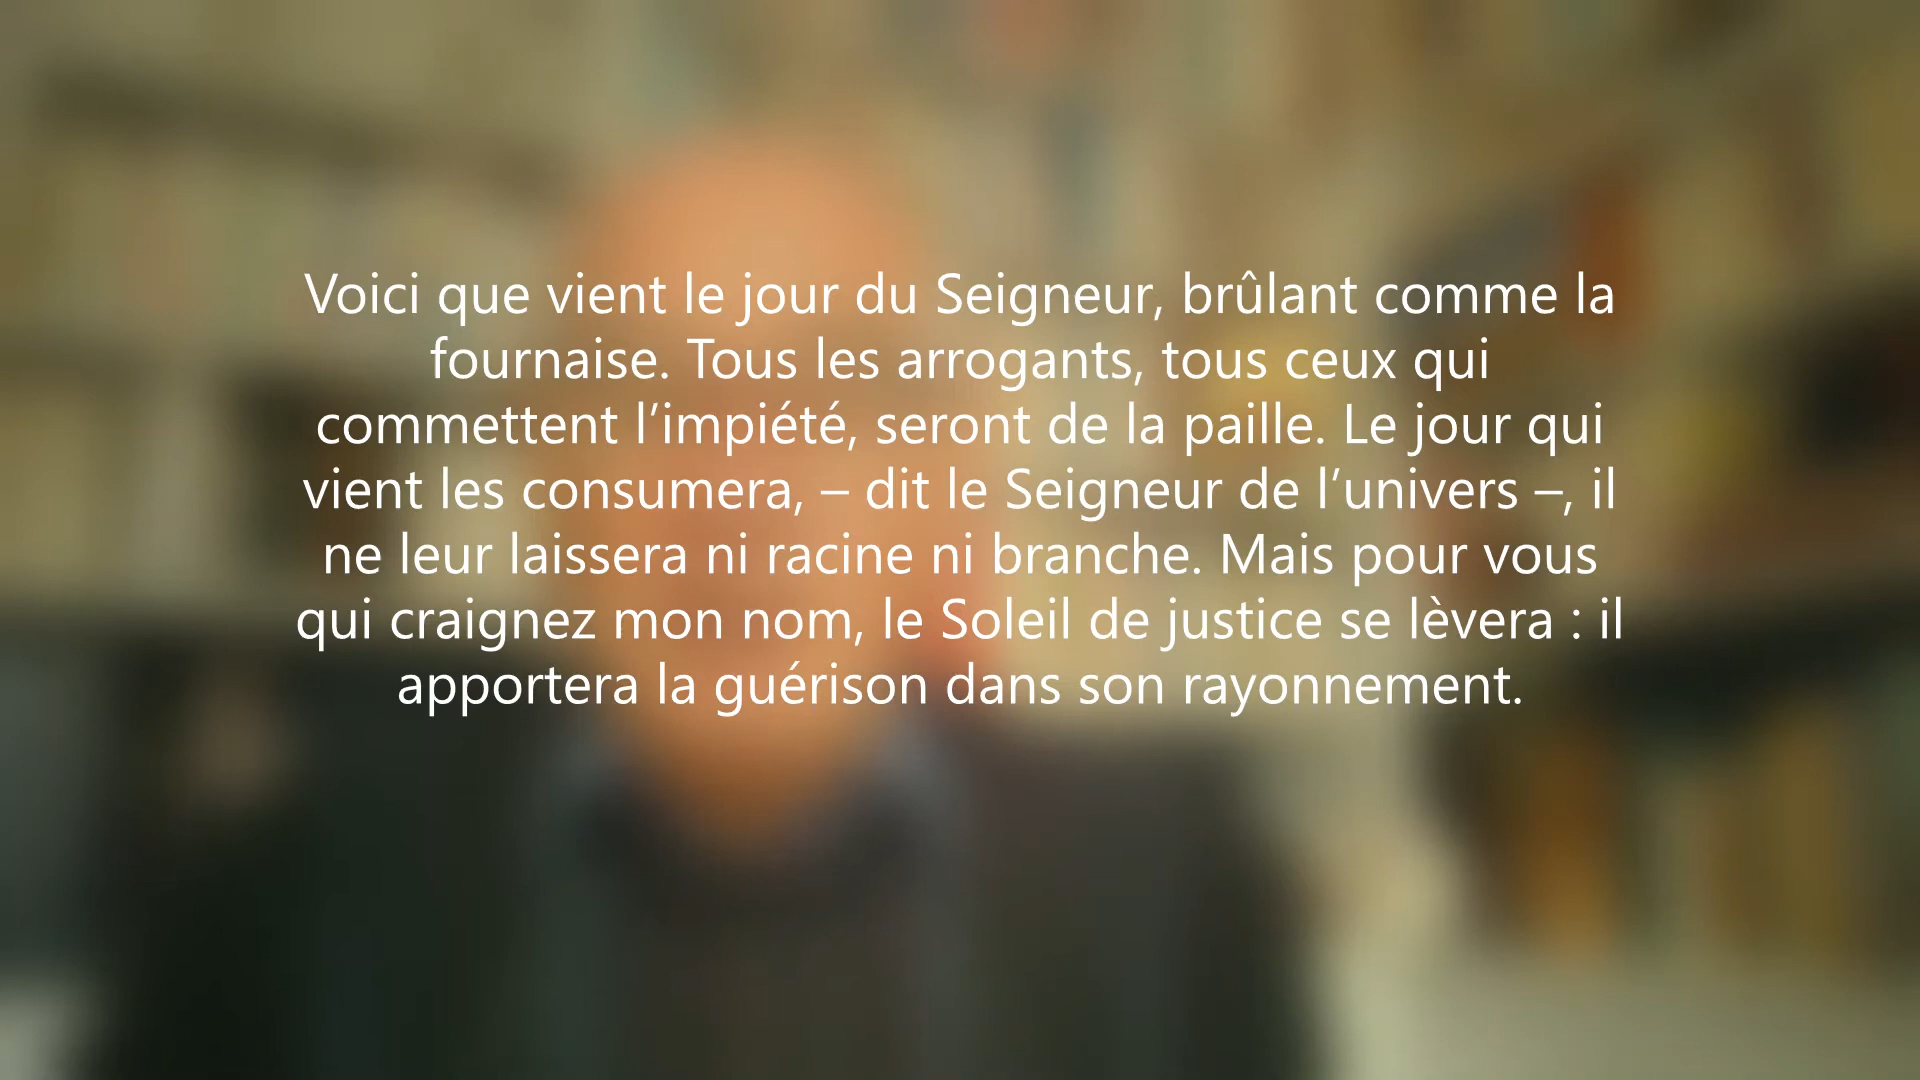 Voici que vient le jour du Seigneur, brûlant comme la
fournaise. Tous les arrogants, tous ceux qui
commettent l’impiété, seront de la paille. Le jour qui
vient les consumera, – dit le Seigneur de l’univers –, il
ne leur laissera ni racine ni branche. Mais pour vous
qui craignez mon nom, le Soleil de justice se lèvera : il
apportera la guérison dans son rayonnement.